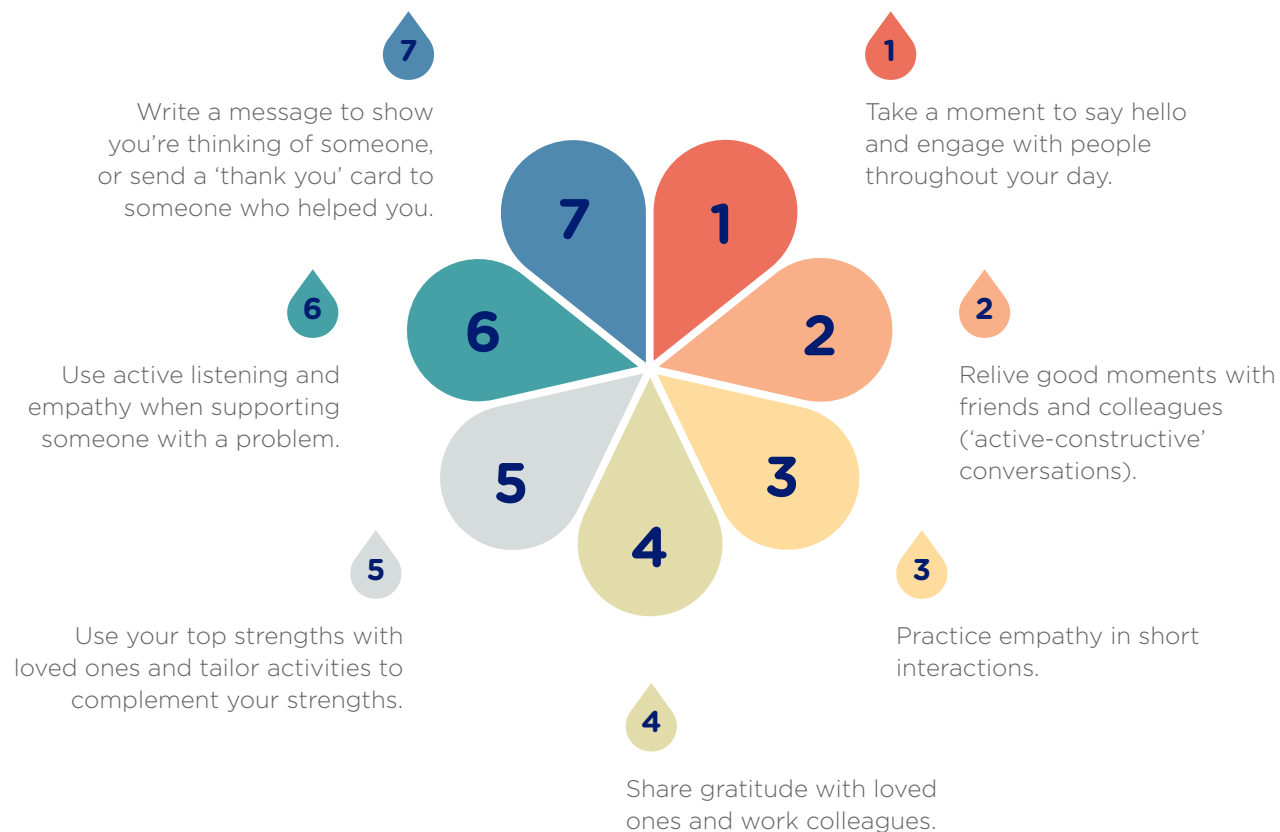 1
Take a moment to say hello
and engage with people
throughout your day.
2
Relive good moments with
friends and colleagues
(‘active-constructive’
conversations).
3
Practice empathy in short
interactions.
4
Share gratitude with loved
ones and work colleagues.
5
Use your top strengths with
loved ones and tailor activities to
complement your strengths.
6
Use active listening and
empathy when supporting
someone with a problem.
7
Write a message to show
you’re thinking of someone,
or send a ‘thank you’ card to
someone who helped you.
1
2
3
4
5
6
7